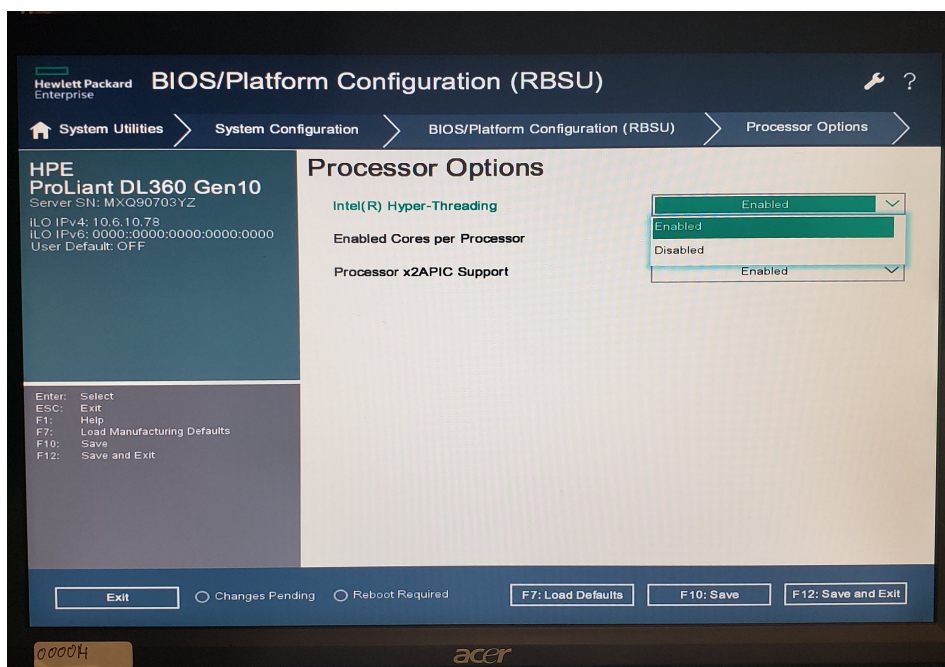 Hewlett Packard
Enterprise
BIOS/Platform Configuration (RBSU)
?
System Utilities
System Configuration
BIOS/Platform Configuration (RBSU)
Processor Options
HPE
ProLiant DL360 Gen10
Server SN: MXQ90703YZ
iLO IPv4: 10.6.10.78
iLO IPv6: 0000::0000:0000:0000:0000
User Default: OFF
Enter: Select
ESC: Exit
F1: Help
F7: Load Manufacturing Defaults
F10: Save
F12: Save and Exit
Processor Options
Intel(R) Hyper-Threading
Enabled
Enabled
Disabled
Enabled Cores per Processor
Processor x2APIC Support
Enabled
Exit
Changes Pending
Reboot Required
F7: Load Defaults
F10: Save
F12: Save and Exit
acer